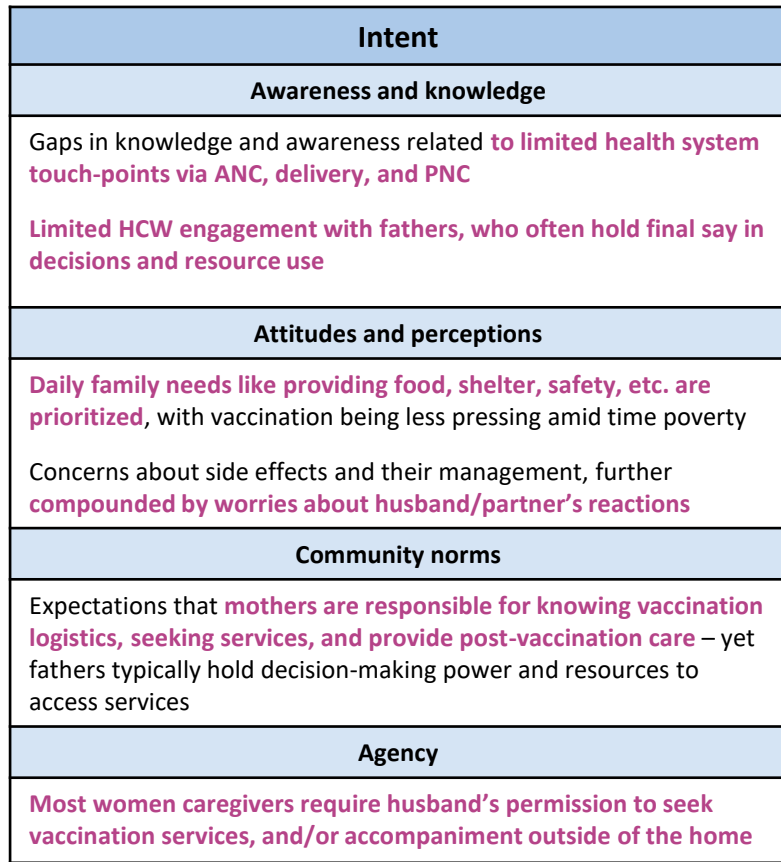 Intent
Awareness and knowledge
Gaps in knowledge and awareness related to limited health system
touch-points via ANC, delivery, and PNC
Limited HCW engagement with fathers, who often hold final say in
decisions and resource use
Attitudes and perceptions
Daily family needs like providing food, shelter, safety, etc. are
prioritized, with vaccination being less pressing amid time poverty
Concerns about side effects and their management, further
compounded by worries about husband/partner’s reactions
Community norms
Expectations that mothers are responsible for knowing vaccination
logistics, seeking services, and provide post-vaccination care – yet
fathers typically hold decision-making power and resources to
access services
Agency
Most women caregivers require husband’s permission to seek
vaccination services, and/or accompaniment outside of the home